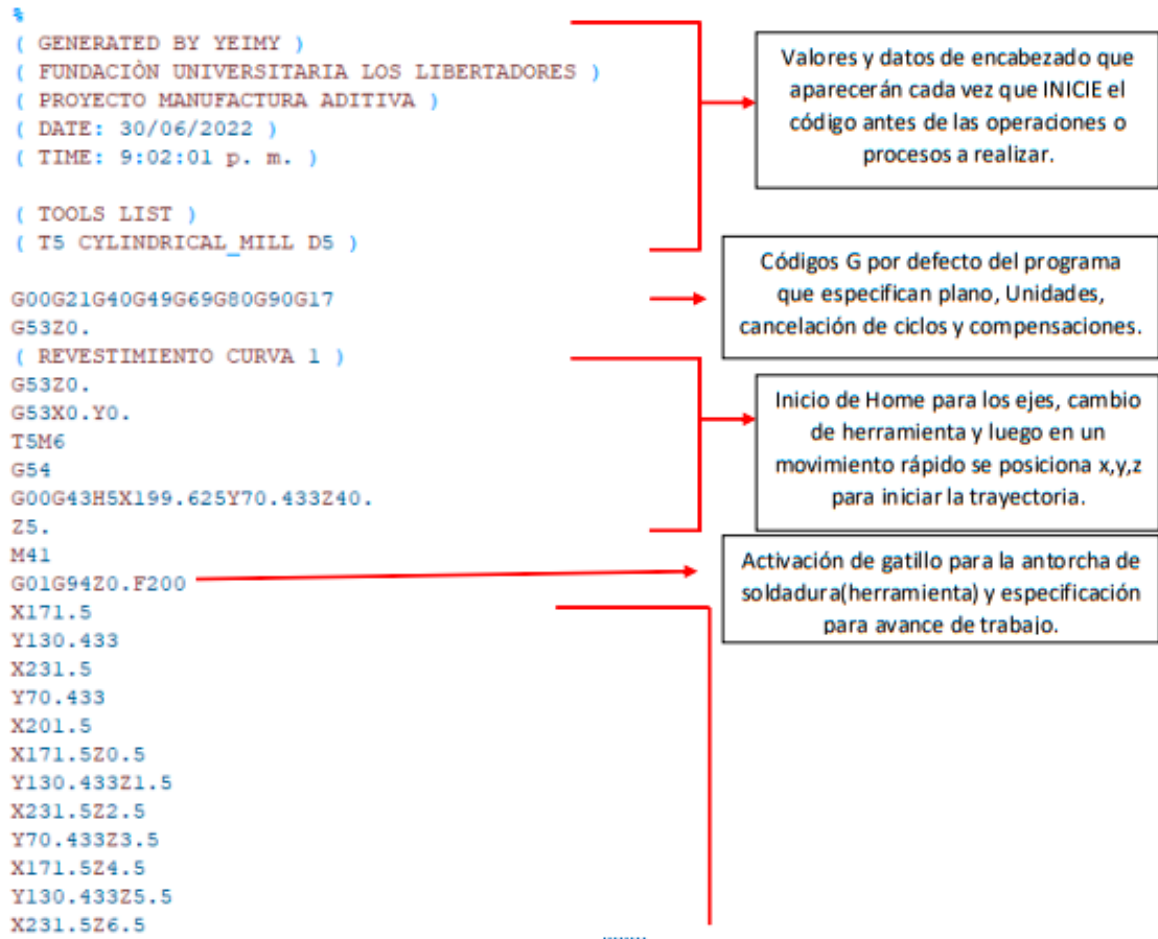 %
( GENERATED BY YEIMY )
( FUNDACIÒN UNIVERSITARIA LOS LIBERTADORES )
( PROYECTO MANUFACTURA ADITIVA )
( DATE: 30/06/2022 )
( TIME: 9:02:01 p. m. )
( TOOLS LIST )
( T5 CYLINDRICAL_MILL D5 )
G00G21G40G49G69G80G90G17
G53Z0.
( REVESTIMIENTO CURVA 1 )
G53Z0.
G53X0.Y0.
T5M6
G54
G00G43H5X199.625Y70.433Z40.
Z5.
M41
G01G94Z0.F200
X171.5
Y130.433
X231.5
Y70.433
X201.5
X171.5Z0.5
Y130.433Z1.5
X231.5Z2.5
Y70.433Z3.5
X171.5Z4.5
Y130.433Z5.5
X231.5Z6.5
Valores y datos de encabezado que
aparecerán cada vez que INICIE el
código antes de las operaciones o
procesos a realizar.
Códigos G por defecto del programa
que especifican plano, Unidades,
cancelación de ciclos y compensaciones.
Inicio de Home para los ejes, cambio
de herramienta y luego en un
movimiento rápido se posiciona x,y,z
para iniciar la trayectoria.
Activación de gatillo para la antorcha de
soldadura(herramienta) y especificación
para avance de trabajo.